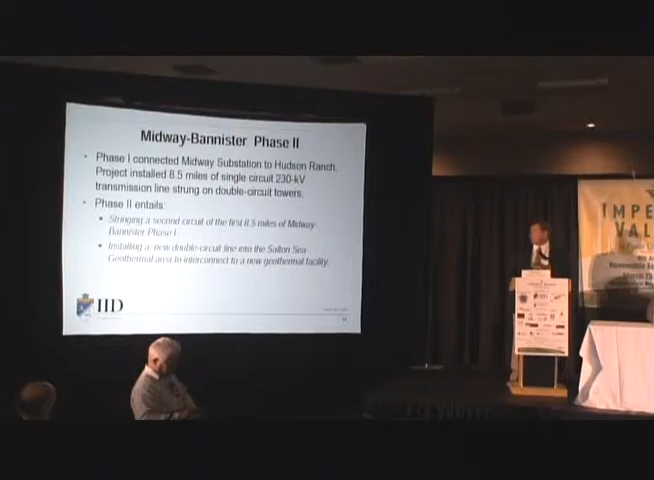 Midway-Bannister Phase II
• Phase I connected Midway Substation to Hudson Ranch.
Project installed 8.5 miles of single circuit 230-kV
transmission line strung on double-circuit towers.
• Phase II entails:
• Stringing a second circuit of the first 8.5 miles of Midway-
Bannister Phase I
• Installing a new double-circuit line into the Salton Sea
Geothermal area to interconnect to a new geothermal facility.
IID
IMPE
VAL